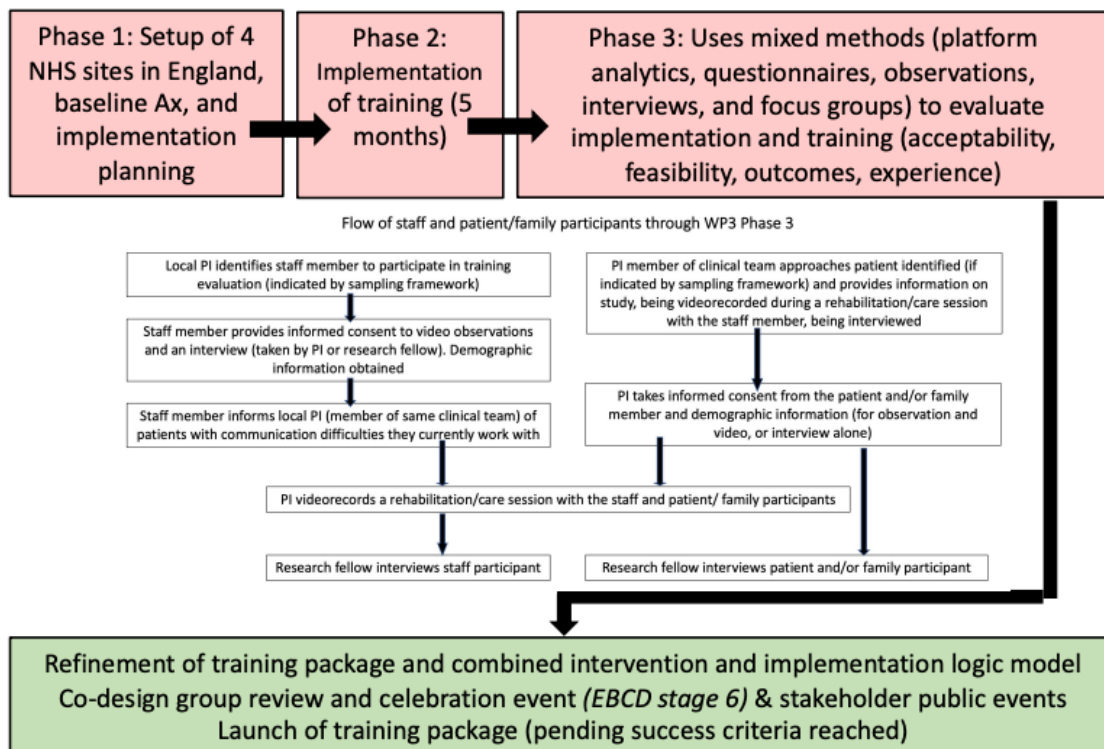 Phase 1: Setup of 4
NHS sites in England,
baseline Ax, and
implementation
planning
Phase 2:
Implementation
of training (5
months)
Phase 3: Uses mixed methods (platform
analytics, questionnaires, observations,
interviews, and focus groups) to evaluate
implementation and training (acceptability,
feasibility, outcomes, experience)
Flow of staff and patient/family participants through WP3 Phase 3
Local PI identifies staff member to participate in training
evaluation (indicated by sampling framework)
Staff member provides informed consent to video observations
and an interview (taken by PI or research fellow). Demographic
information obtained
Staff member informs local PI (member of same clinical team) of
patients with communication difficulties they currently work with
PI member of clinical team approaches patient identified (if
indicated by sampling framework) and provides information on
study, being videorecorded during a rehabilitation/care session
with the staff member, being interviewed
PI takes informed consent from the patient and/or family
member and demographic information (for observation and
video, or interview alone)
PI videorecords a rehabilitation/care session with the staff and patient/ family participants
Research fellow interviews staff participant
Research fellow interviews patient and/or family participant
Refinement of training package and combined intervention and implementation logic model
Co-design group review and celebration event (EBCD stage 6) & stakeholder public events
Launch of training package (pending success criteria reached)